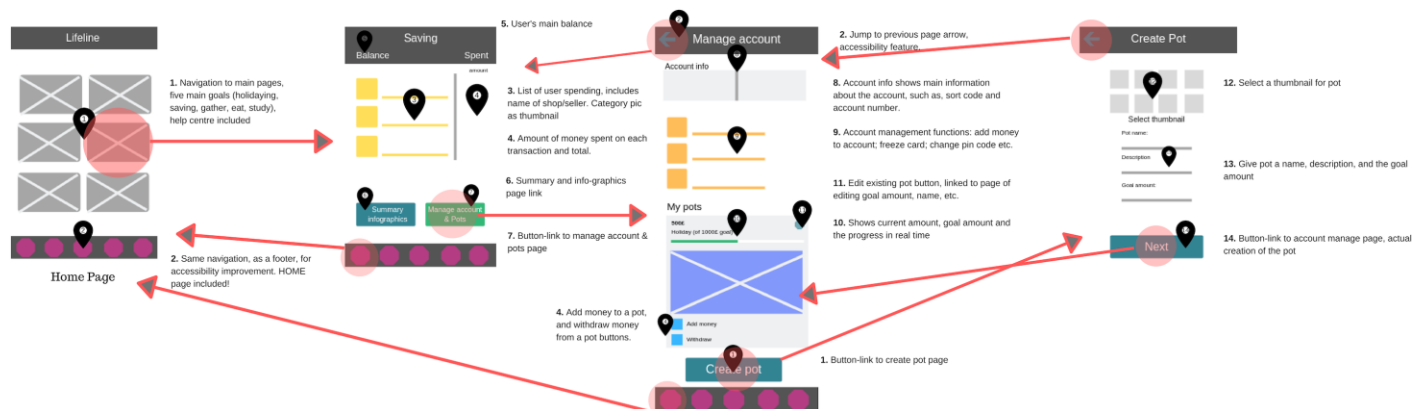 Lifeline
1. Navigation to main pages,
five main goals (holidaying,
saving, gather, eat, study),
help centre included
1
2
2. Same navigation, as a footer, for
accessibility improvement. HOME
page included!
Home Page
Saving
Balance
Spent
amount
3
4
Summary
infographics
Manage account
& Pots
5. User's main balance
3. List of user spending, includes
name of shop/seller. Category pic
as thumbnail
4. Amount of money spent on each
transaction and total.
6. Summary and info-graphics
page link
7. Button-link to manage account &
pots page
4. Add money to a pot,
and withdraw money
from a pot buttons.
2
Manage account
Account info
My pots
500£
Holiday (of 1000£ goal)
Add money
Withdraw
Create pot
2. Jump to previous page arrow,
accessibility feature.
8. Account info shows main information
about the account, such as, sort code and
account number.
9. Account management functions: add money
to account; freeze card; change pin code etc.
11. Edit existing pot button, linked to page of
editing goal amount, name, etc.
10. Shows current amount, goal amount and
the progress in real time
1. Button-link to create pot page
Create Pot
Select thumbnail
Pot name:
Description
Goal amount:
Next
12. Select a thumbnail for pot
13. Give pot a name, description, and the goal
amount
14. Button-link to account manage page, actual
creation of the pot